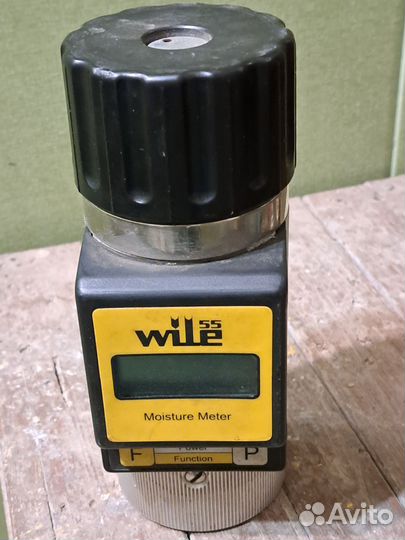 wile 55
Moisture Meter
Power
F Function P
Avito